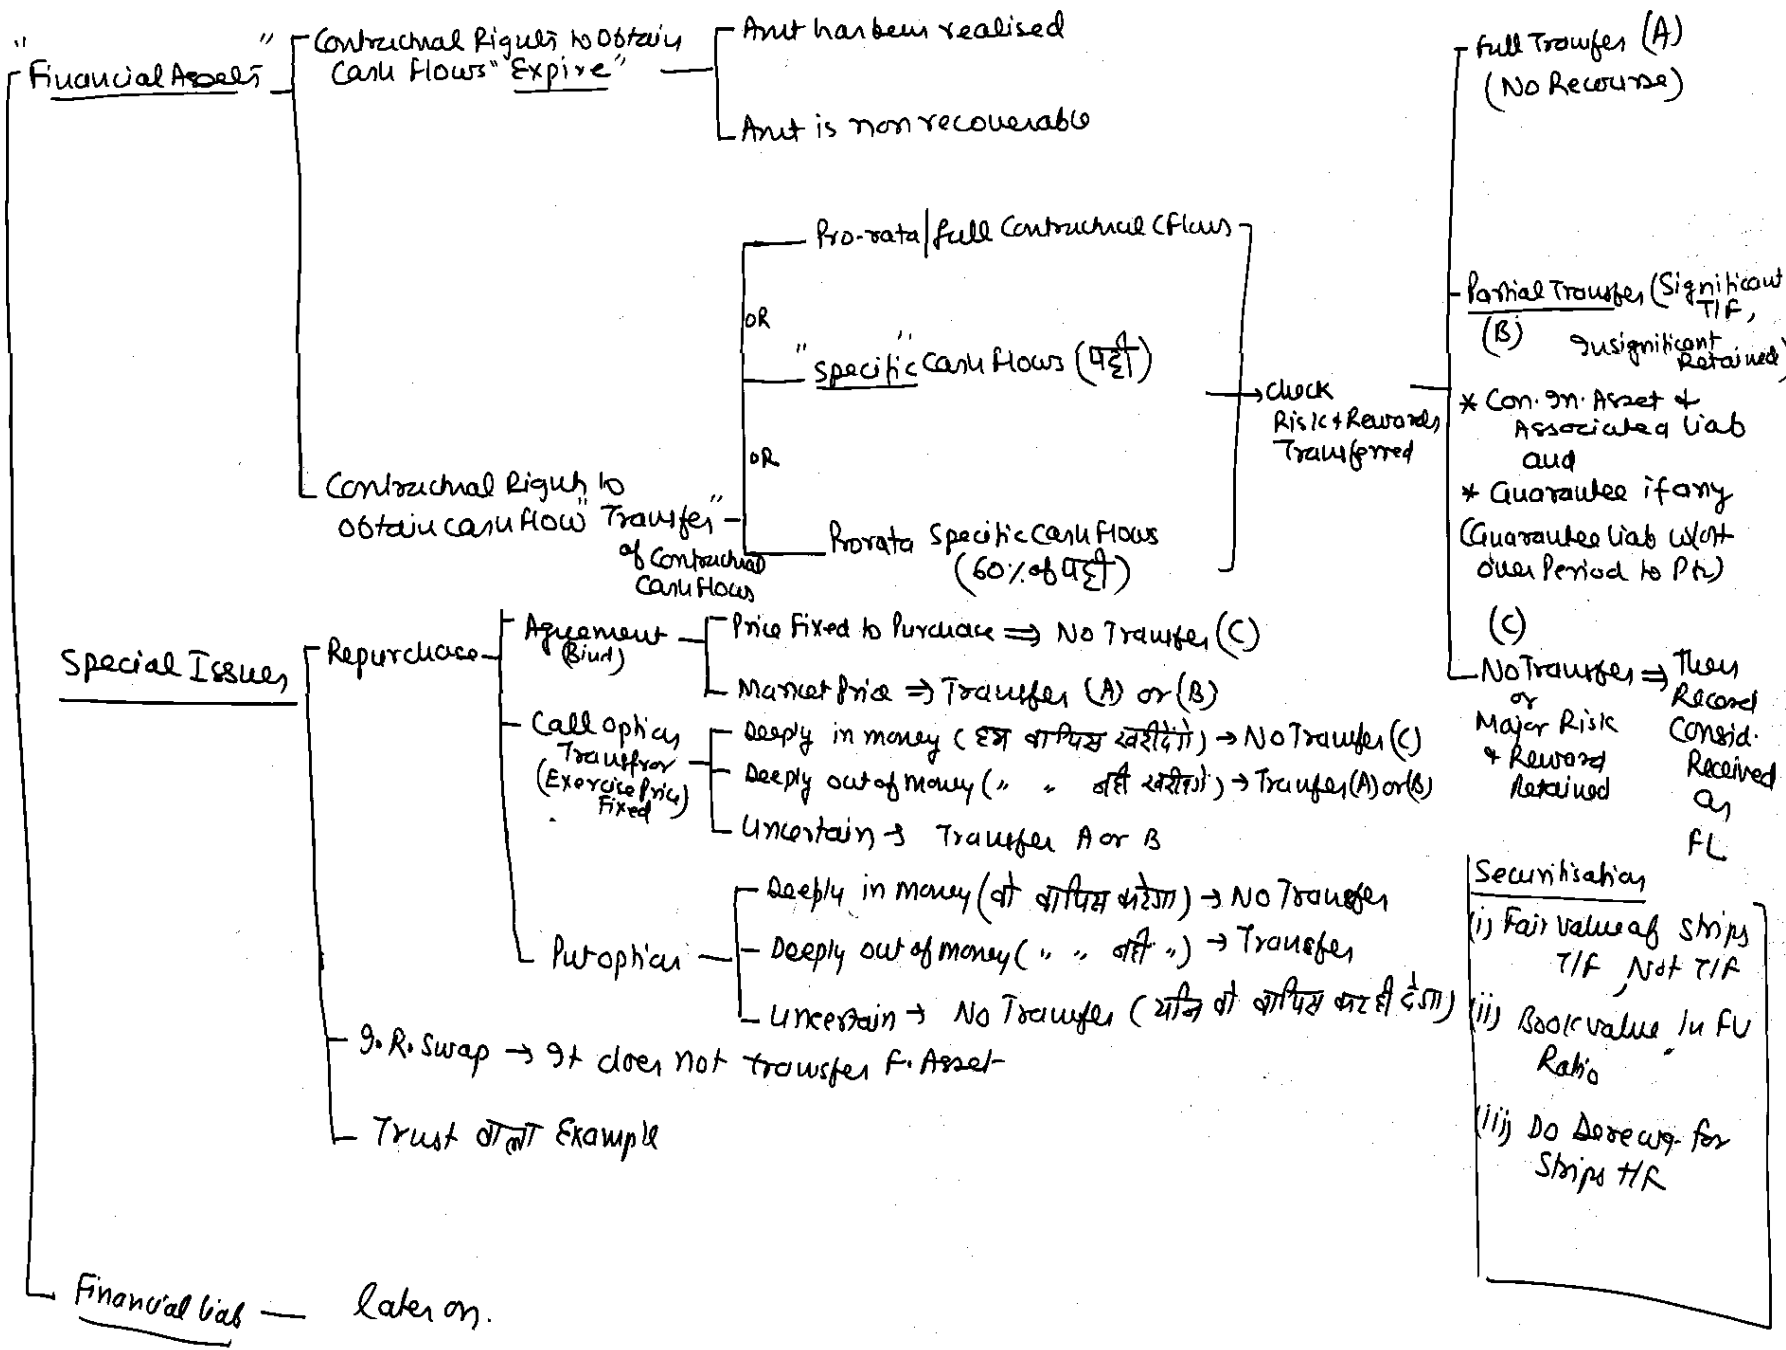 "Financial Assets"
Contractual Rights to Obtain
Cash flows "Expire"
Amt has been realised
Amt is non recoverable
Contractual Right to
obtain cash flow "Transfer"
of Contractual
Cash flows
Pro-rata/full Contractual CFlows
OR
"Specific" Cash flows (पट्टी)
OR
Prorata Specific Cash flows
(60% of पट्टी)
→ Check
Risk & Rewards
Transferred
Full Transfer (A)
(No Recourse)
Partial Transfer (Significant
T/F,
(B) Insignificant
Retained)
* Con. In. Asset &
Associated Liab
and
* Guarantee if any
(Guarantee Liab w/off
over Period to P&L)
(C)
No Transfer ⇒ Then
or Record
Major Risk Consid.
& Reward Received
Retained as
FL
Special Issues
Repurchase
Agreement
(Bind)
Price Fixed to Purchase ⇒ No Transfer (C)
Market Price ⇒ Transfer (A) or (B)
Call option
Transfror
(Exercise Price
Fixed)
Deeply in money (हम वापिस खरीदेंगे) → No Transfer (C)
Deeply out of money (" " नही खरीदेंगे) → Transfer (A) or (B)
Uncertain → Transfer A or B
Put option
Deeply in money (वो वापिस करेगा) → No Transfer
Deeply out of money (" " नही ") → Transfer
Uncertain → No Transfer (यानि वो वापिस कर ही देगा)
I.R. Swap → It does not transfer F. Asset
Trust वाला Example
Securitisation
(i) Fair value of strips
T/F, Not T/F
(ii) Book value in FV
Ratio
(iii) Do Derecog. for
Strips t/f
Financial Liab — later on.